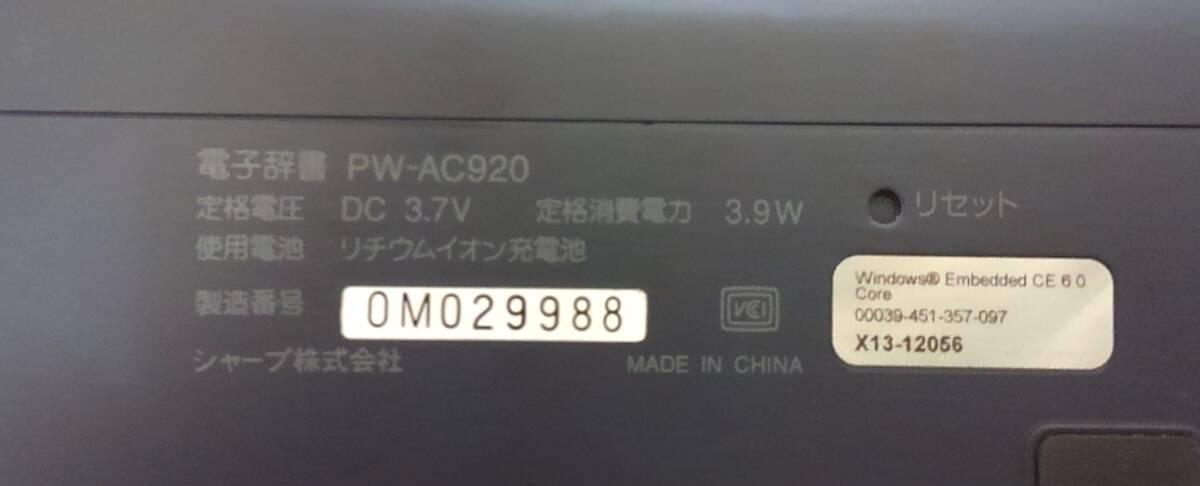 電子辞書 PW-AC920
定格電圧 DC 3.7V 定格消費電力 3.9W
使用電池 リチウムイオン充電池
製造番号 0M029988
VCCI
シャープ株式会社 MADE IN CHINA
リセット
Windows® Embedded CE 6.0
Core
00039-451-357-097
X13-12056